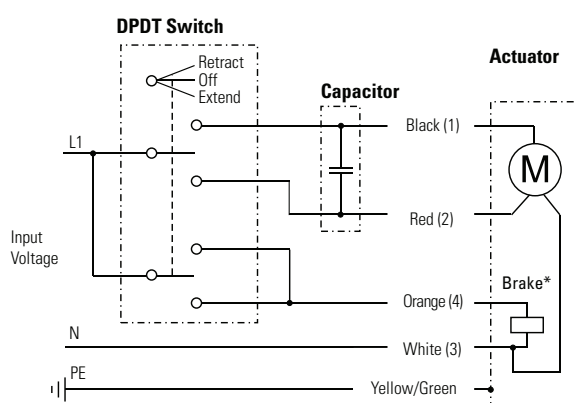 DPDT Switch
Actuator
Retract
Off
Extend
Capacitor
L1
Black (1)
M
Red (2)
Input
Voltage
Brake*
Orange (4)
N
White (3)
PE
Yellow/Green